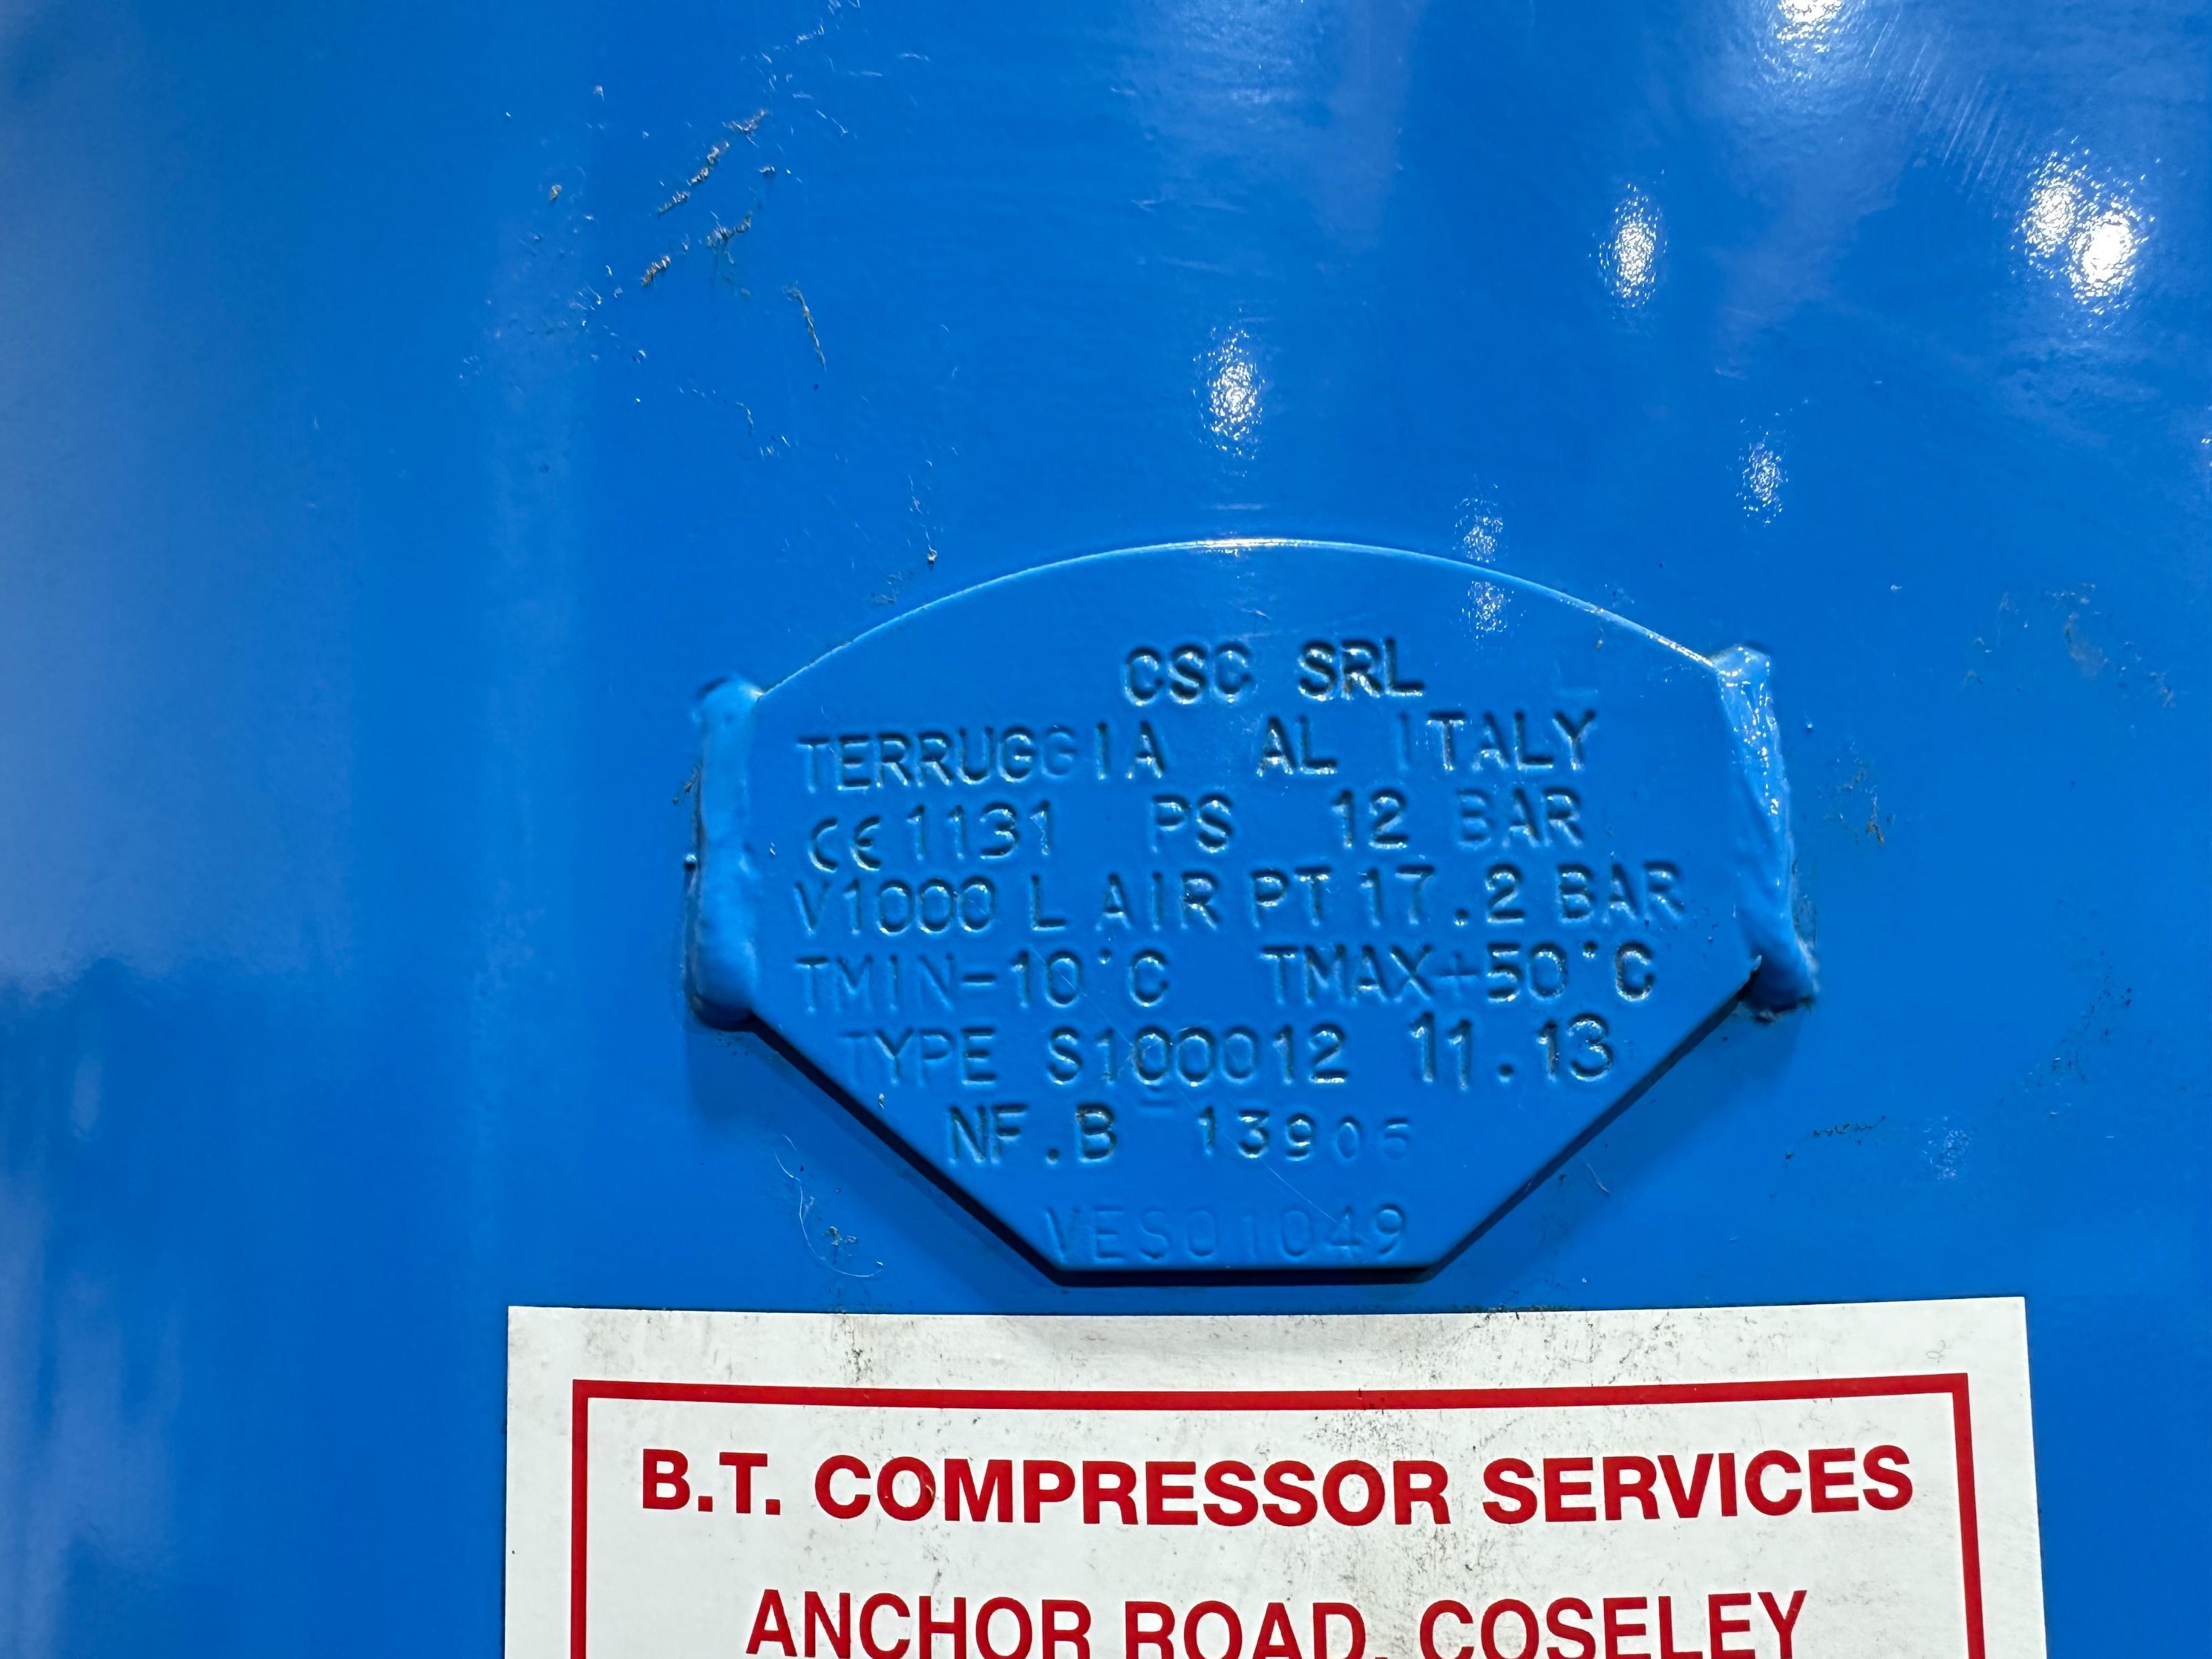 CSC SRL
TERRUGGIA AL ITALY
CE 1131 PS 12 BAR
V1000 L AIR PT 17.2 BAR
TMIN-10°C TMAX+50°C
TYPE S100012 11.13
NF.B 13906
VES01049
B.T. COMPRESSOR SERVICES
ANCHOR ROAD, COSELEY